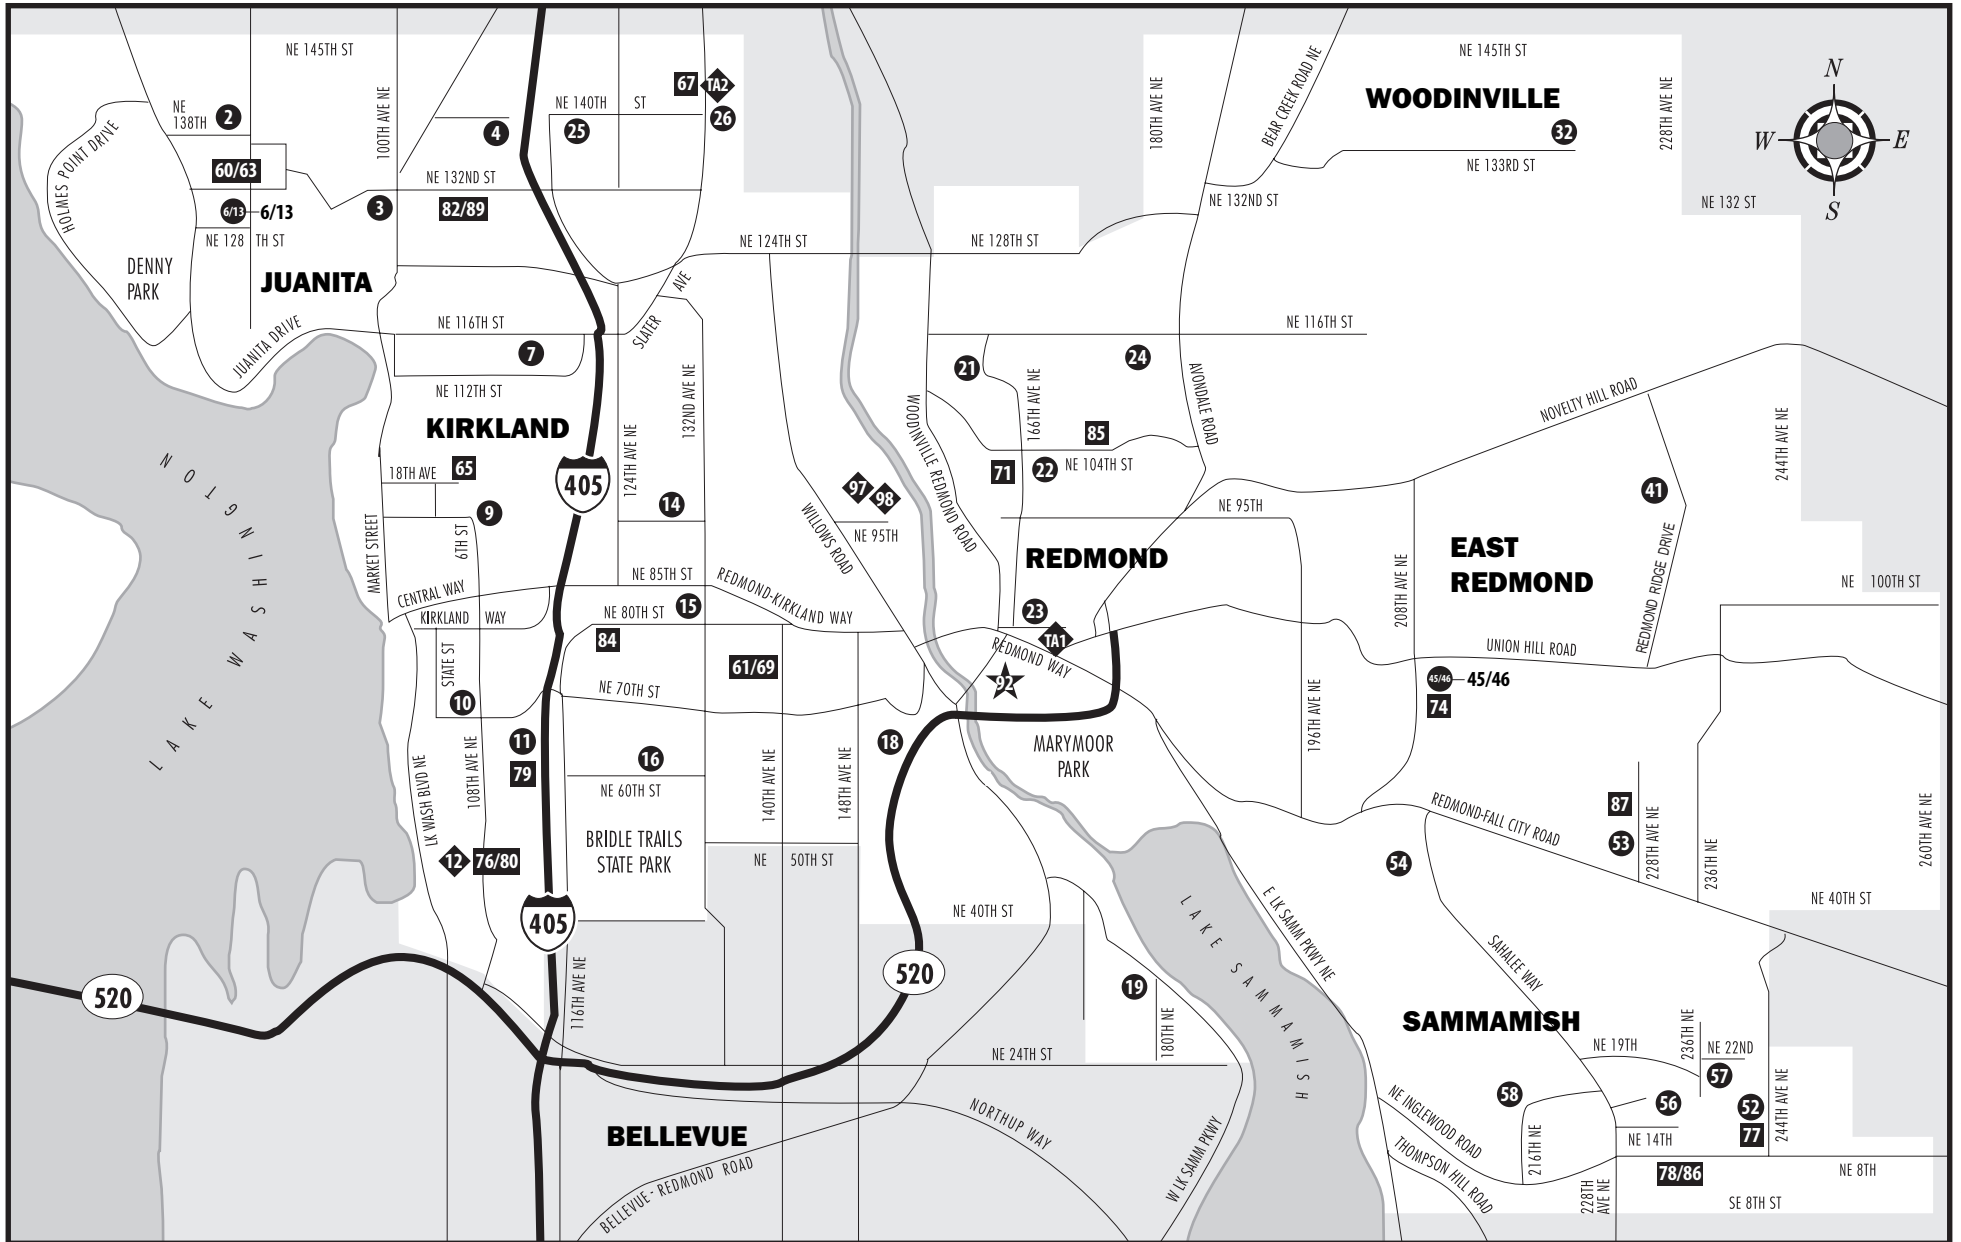 NE 145TH ST
NE 145TH ST
WOODINVILLE
N
W
E
S
67
TA2
26
NE 140TH ST
25
4
NE
138TH
2
100TH AVE NE
HOLMES POINT DRIVE
180TH AVE NE
BEAR CREEK ROAD NE
32
228TH AVE NE
NE 133RD ST
60/63
NE 132ND ST
82/89
3
6/13
6/13
NE 132ND ST
NE 132 ST
NE 128 TH ST
NE 124TH ST
NE 128TH ST
DENNY
PARK
JUANITA
SLATER AVE
JUANITA DRIVE
NE 116TH ST
NE 116TH ST
7
NE 112TH ST
21
24
132ND AVE NE
166TH AVE NE
AVONDALE ROAD
NOVELTY HILL ROAD
244TH AVE NE
KIRKLAND
WOODINVILLE REDMOND ROAD
85
405
124TH AVE NE
18TH AVE
65
71
22
NE 104TH ST
97
98
41
14
9
6TH ST
NE 95TH
NE 95TH
WILLOWS ROAD
MARKET STREET
LAKE WASHINGTON
REDMOND
EAST
REDMOND
208TH AVE NE
REDMOND RIDGE DRIVE
NE 100TH ST
CENTRAL WAY
NE 85TH ST
REDMOND-KIRKLAND WAY
KIRKLAND WAY
NE 80TH ST
15
84
23
TA1
REDMOND WAY
92
UNION HILL ROAD
STATE ST
61/69
45/46
45/46
74
NE 70TH ST
10
196TH AVE NE
11
79
18
MARYMOOR
PARK
16
NE 60TH ST
108TH AVE NE
LK WASH BLVD NE
140TH AVE NE
148TH AVE NE
REDMOND-FALL CITY ROAD
87
53
228TH AVE NE
236TH NE
260TH AVE NE
BRIDLE TRAILS
STATE PARK
NE 50TH ST
12
76/80
54
NE 40TH ST
NE 40TH ST
405
E LK SAMM PKWY NE
LAKE SAMMAMISH
SAHALEE WAY
520
520
116TH AVE NE
19
180TH NE
SAMMAMISH
236TH NE
NE 19TH
NE 22ND
57
NE 24TH ST
58
56
52
77
244TH AVE NE
NE INGLEWOOD ROAD
NORTHUP WAY
BELLEVUE
216TH NE
NE 14TH
W LK SAMM PKWY
THOMPSON HILL ROAD
BELLEVUE-REDMOND ROAD
78/86
NE 8TH
228TH
AVE NE
SE 8TH ST